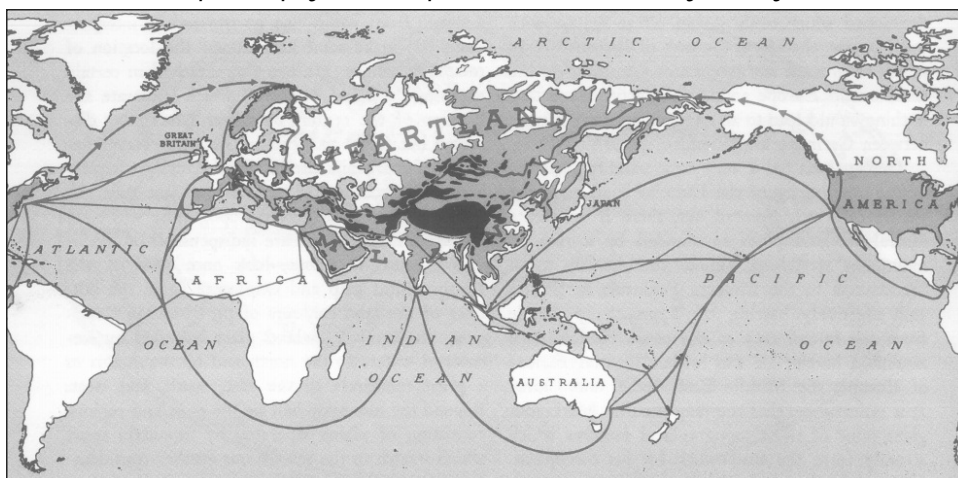 ARCTIC OCEAN
GREAT
BRITAIN
HEARTLAND
NORTH
AMERICA
JAPAN
ATLANTIC
OCEAN
AFRICA
PACIFIC
OCEAN
INDIAN
OCEAN
AUSTRALIA